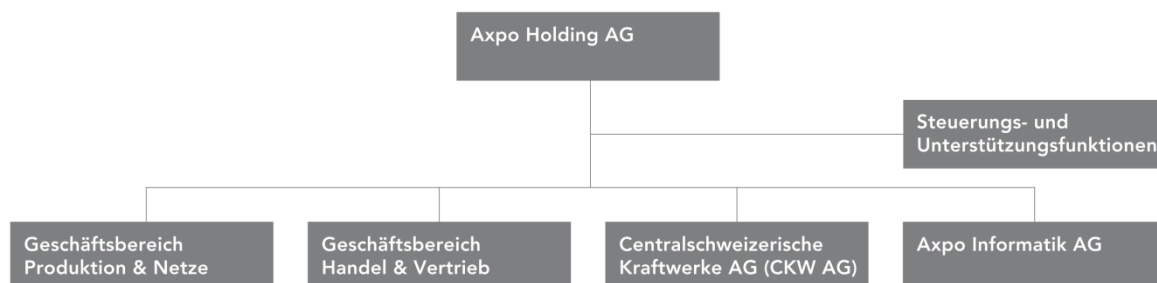 Axpo Holding AG
Steuerungs- und
Unterstützungsfunktionen
Geschäftsbereich
Produktion & Netze
Geschäftsbereich
Handel & Vertrieb
Centralschweizerische
Kraftwerke AG (CKW AG)
Axpo Informatik AG